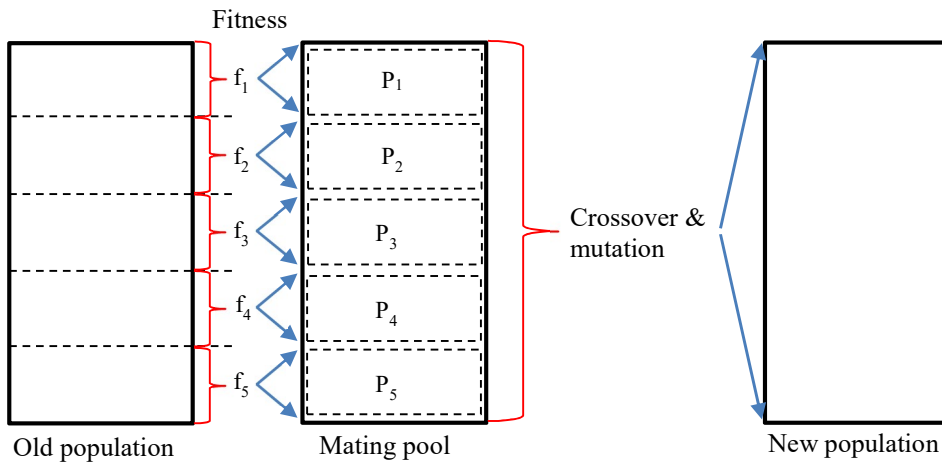 Fitness
f₁
f₂
f₃
f₄
f₅
P₁
P₂
P₃
P₄
P₅
Crossover &
mutation
Old population
Mating pool
New population